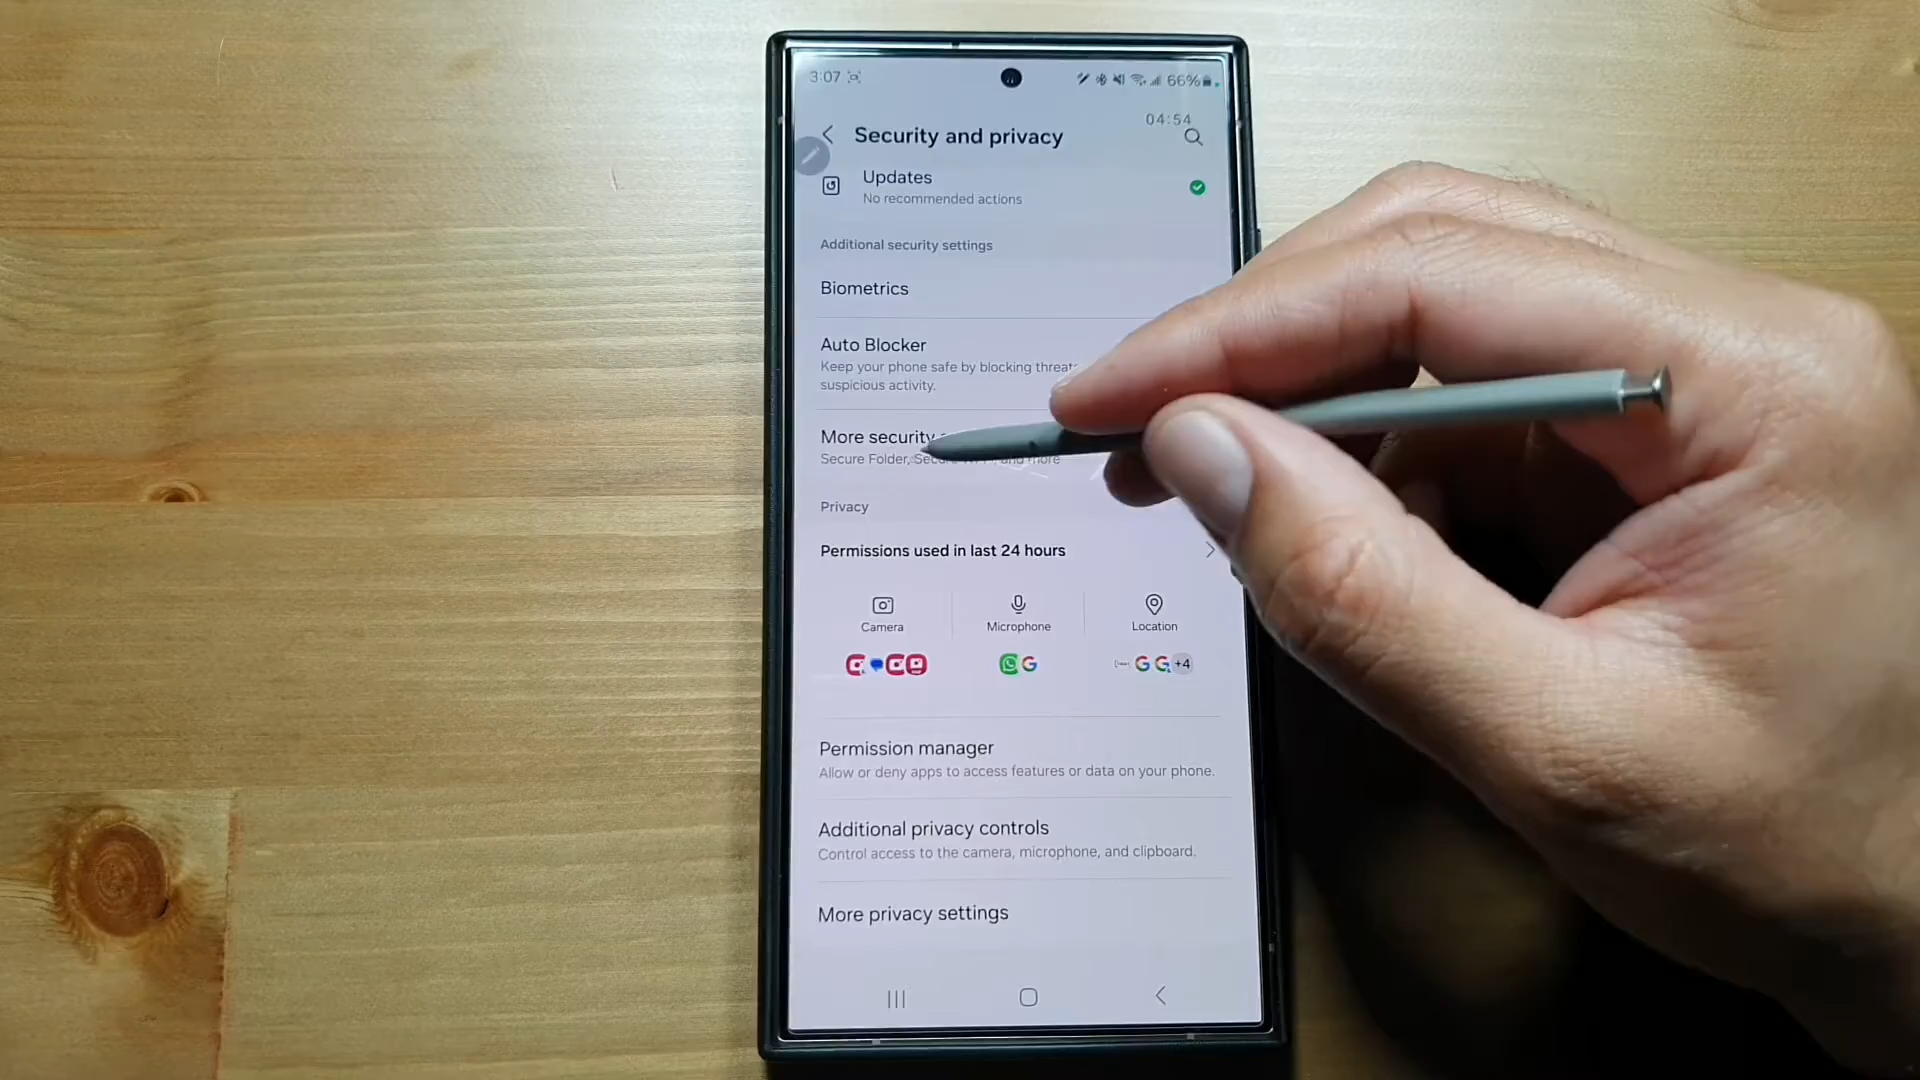 3:07
66%
04:54
Security and privacy
Updates
No recommended actions
Additional security settings
Biometrics
Auto Blocker
Keep your phone safe by blocking
suspicious activity.
More security
Secure Folder, and more
Privacy
Permissions used in last 24 hours
Camera
Microphone
Location
+4
Permission manager
Allow or deny apps to access features or data on your phone.
Additional privacy controls
Control access to the camera, microphone, and clipboard.
More privacy settings